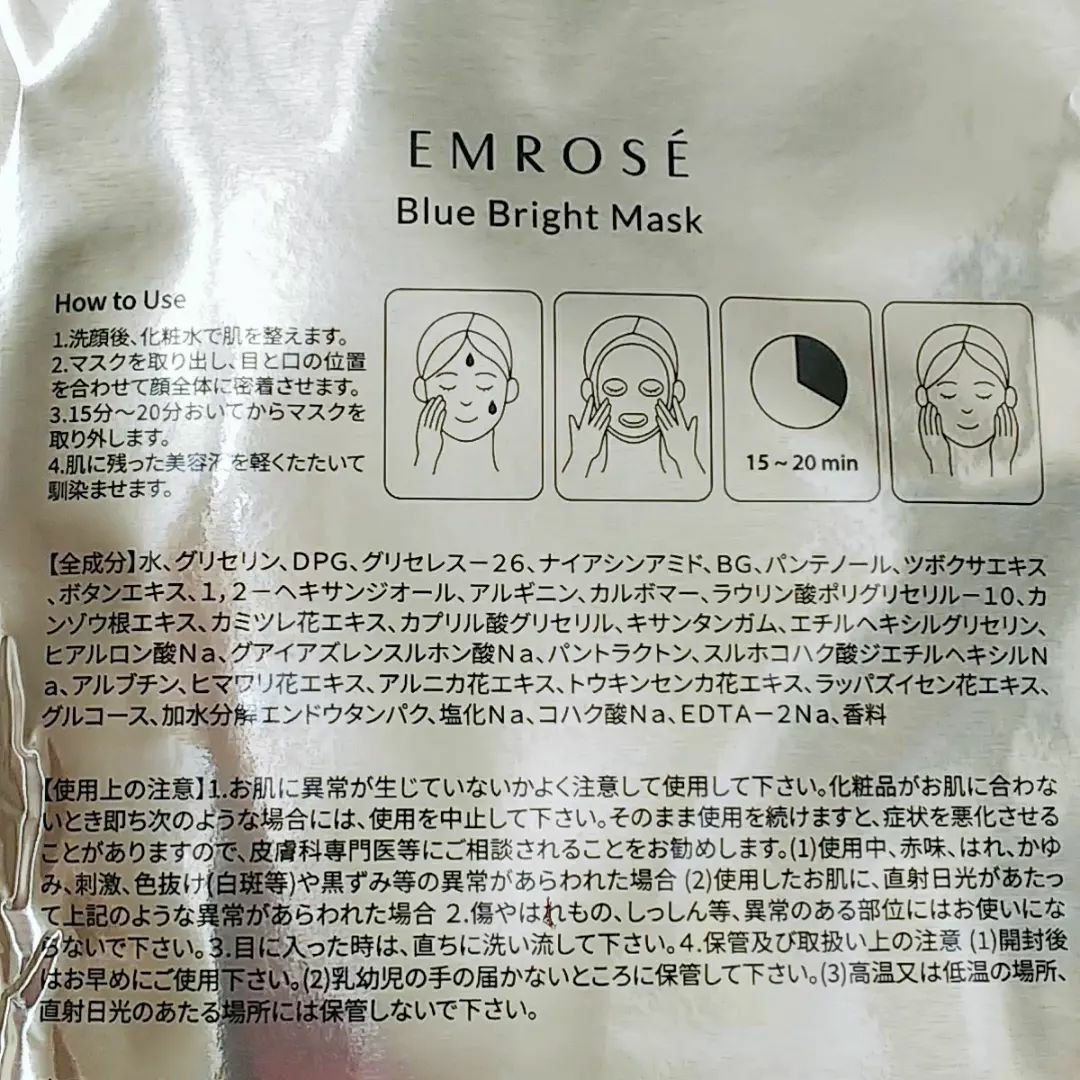 EMROSÉ
Blue Bright Mask
How to Use
1.洗顔後、化粧水で肌を整えます。
2.マスクを取り出し、目と口の位置
を合わせて顔全体に密着させます。
3.15分〜20分おいてからマスクを
取り外します。
4.肌に残った美容液を軽くたたいて
馴染ませます。
15~20 min
【全成分】水、グリセリン、DPG、グリセレス−26、ナイアシンアミド、BG、パンテノール、ツボクサエキス
、ボタンエキス、1,2−ヘキサンジオール、アルギニン、カルボマー、ラウリン酸ポリグリセリル−10、カ
ンゾウ根エキス、カミツレ花エキス、カプリル酸グリセリル、キサンタンガム、エチルヘキシルグリセリン、
ヒアルロン酸Na、グアイアズレンスルホン酸Na、パントラクトン、スルホコハク酸ジエチルヘキシルN
a、アルブチン、ヒマワリ花エキス、アルニカ花エキス、トウキンセンカ花エキス、ラッパズイセン花エキス、
グルコース、加水分解エンドウタンパク、塩化Na、コハク酸Na、EDTA−2Na、香料
【使用上の注意】1.お肌に異常が生じていないかよく注意して使用して下さい。化粧品がお肌に合わな
いとき即ち次のような場合には、使用を中止して下さい。そのまま使用を続けますと、症状を悪化させる
ことがありますので、皮膚科専門医等にご相談されることをお勧めします。(1)使用中、赤味、はれ、かゆ
み、刺激、色抜け(白斑等)や黒ずみ等の異常があらわれた場合 (2)使用したお肌に、直射日光があたっ
て上記のような異常があらわれた場合 2.傷やはれもの、しっしん等、異常のある部位にはお使いにな
らないで下さい。3.目に入った時は、直ちに洗い流して下さい。4.保管及び取扱い上の注意 (1)開封後
はお早めにご使用下さい。(2)乳幼児の手の届かないところに保管して下さい。(3)高温又は低温の場所、
直射日光のあたる場所には保管しないで下さい。